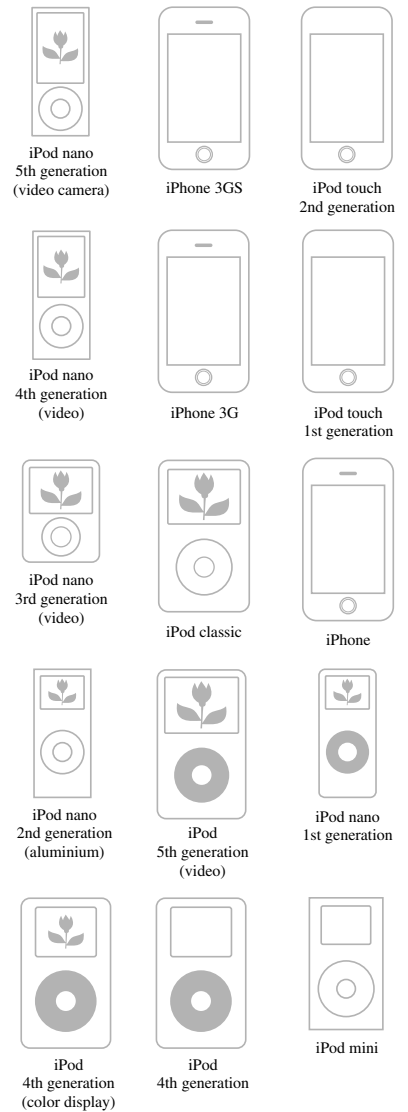 iPod nano
5th generation
(video camera)
iPhone 3GS
iPod touch
2nd generation
iPod nano
4th generation
(video)
iPhone 3G
iPod touch
1st generation
iPod nano
3rd generation
(video)
iPod classic
iPhone
iPod nano
2nd generation
(aluminium)
iPod
5th generation
(video)
iPod nano
1st generation
iPod
4th generation
(color display)
iPod
4th generation
iPod mini